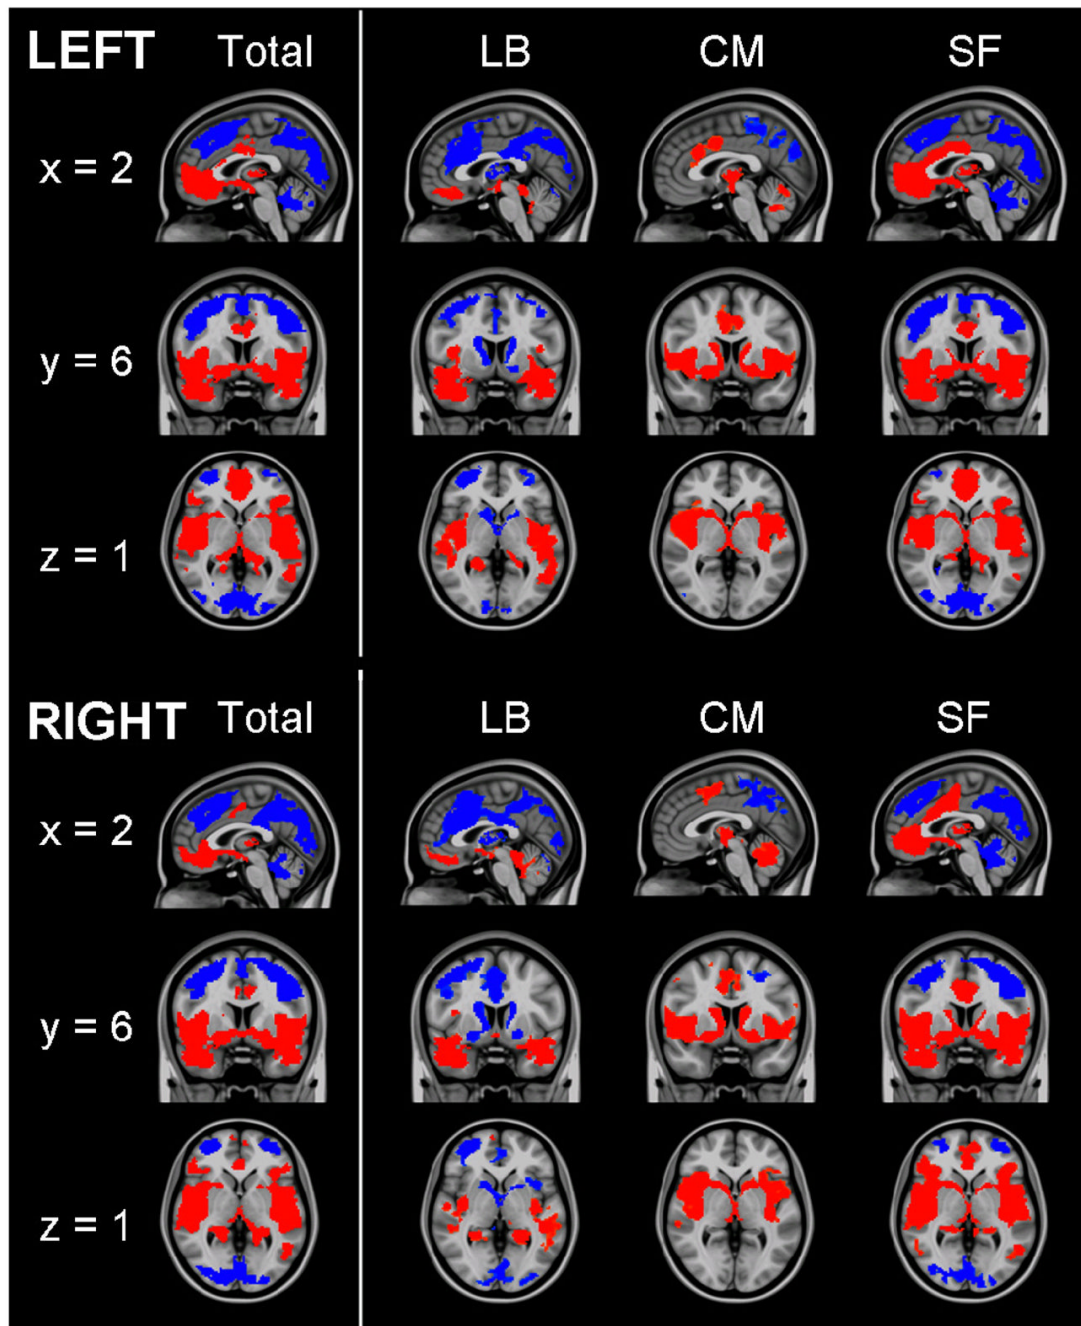 LEFT Total LB CM SF
x = 2
y = 6
z = 1
RIGHT Total LB CM SF
x = 2
y = 6
z = 1